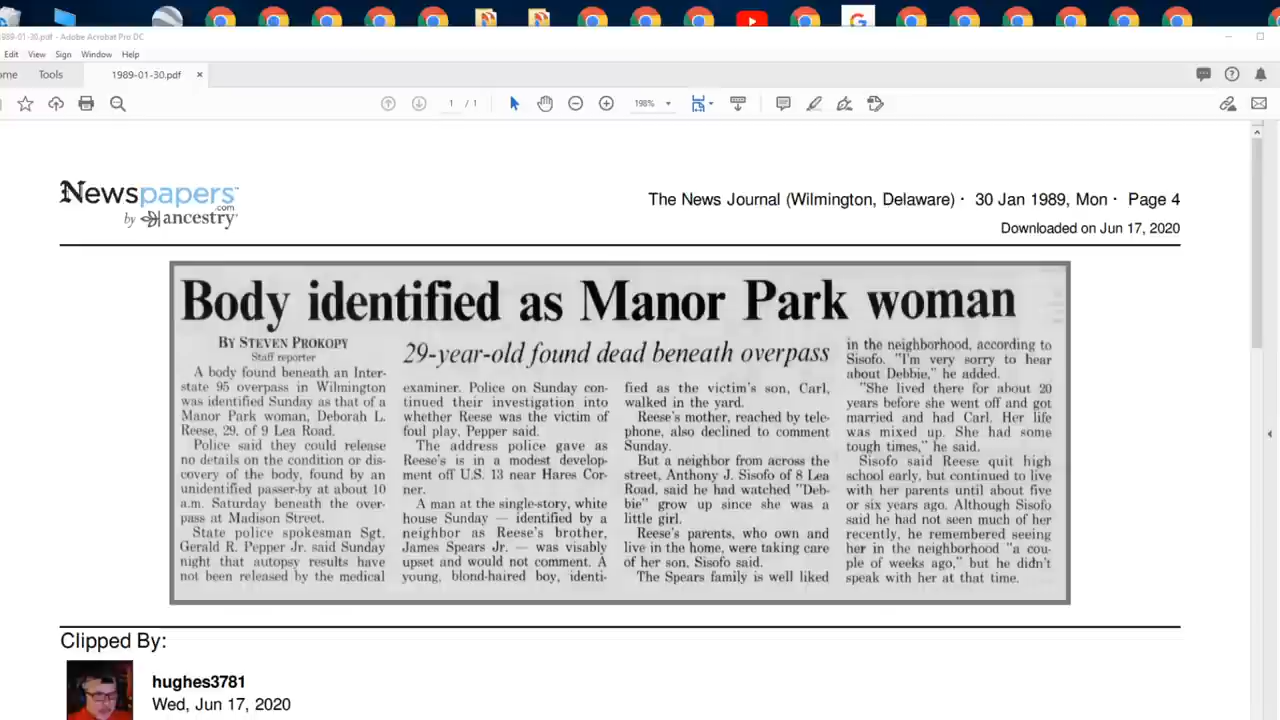 989-01-30.pdf - Adobe Acrobat Pro DC
Edit View Sign Window Help
ome Tools 1989-01-30.pdf ×
1 / 1 198%
Newspapers™
.com
by ancestry
The News Journal (Wilmington, Delaware) · 30 Jan 1989, Mon · Page 4
Downloaded on Jun 17, 2020
Body identified as Manor Park woman
29-year-old found dead beneath overpass
BY STEVEN PROKOPY
Staff reporter
A body found beneath an Inter-
state 95 overpass in Wilmington
was identified Sunday as that of a
Manor Park woman, Deborah L.
Reese, 29, of 9 Lea Road.
Police said they could release
no details on the condition or dis-
covery of the body, found by an
unidentified passer-by at about 10
a.m. Saturday beneath the over-
pass at Madison Street.
State police spokesman Sgt.
Gerald R. Pepper Jr. said Sunday
night that autopsy results have
not been released by the medical
examiner. Police on Sunday con-
tinued their investigation into
whether Reese was the victim of
foul play, Pepper said.
The address police gave as
Reese's is in a modest develop-
ment off U.S. 13 near Hares Cor-
ner.
A man at the single-story, white
house Sunday — identified by a
neighbor as Reese's brother,
James Spears Jr. — was visably
upset and would not comment. A
young, blond-haired boy, identi-
fied as the victim's son, Carl,
walked in the yard.
Reese's mother, reached by tele-
phone, also declined to comment
Sunday.
But a neighbor from across the
street, Anthony J. Sisofo of 8 Lea
Road, said he had watched "Deb-
bie" grow up since she was a
little girl.
Reese's parents, who own and
live in the home, were taking care
of her son, Sisofo said.
The Spears family is well liked
in the neighborhood, according to
Sisofo. "I'm very sorry to hear
about Debbie," he added.
"She lived there for about 20
years before she went off and got
married and had Carl. Her life
was mixed up. She had some
tough times," he said.
Sisofo said Reese quit high
school early, but continued to live
with her parents until about five
or six years ago. Although Sisofo
said he had not seen much of her
recently, he remembered seeing
her in the neighborhood "a cou-
ple of weeks ago," but he didn't
speak with her at that time.
Clipped By:
hughes3781
Wed, Jun 17, 2020